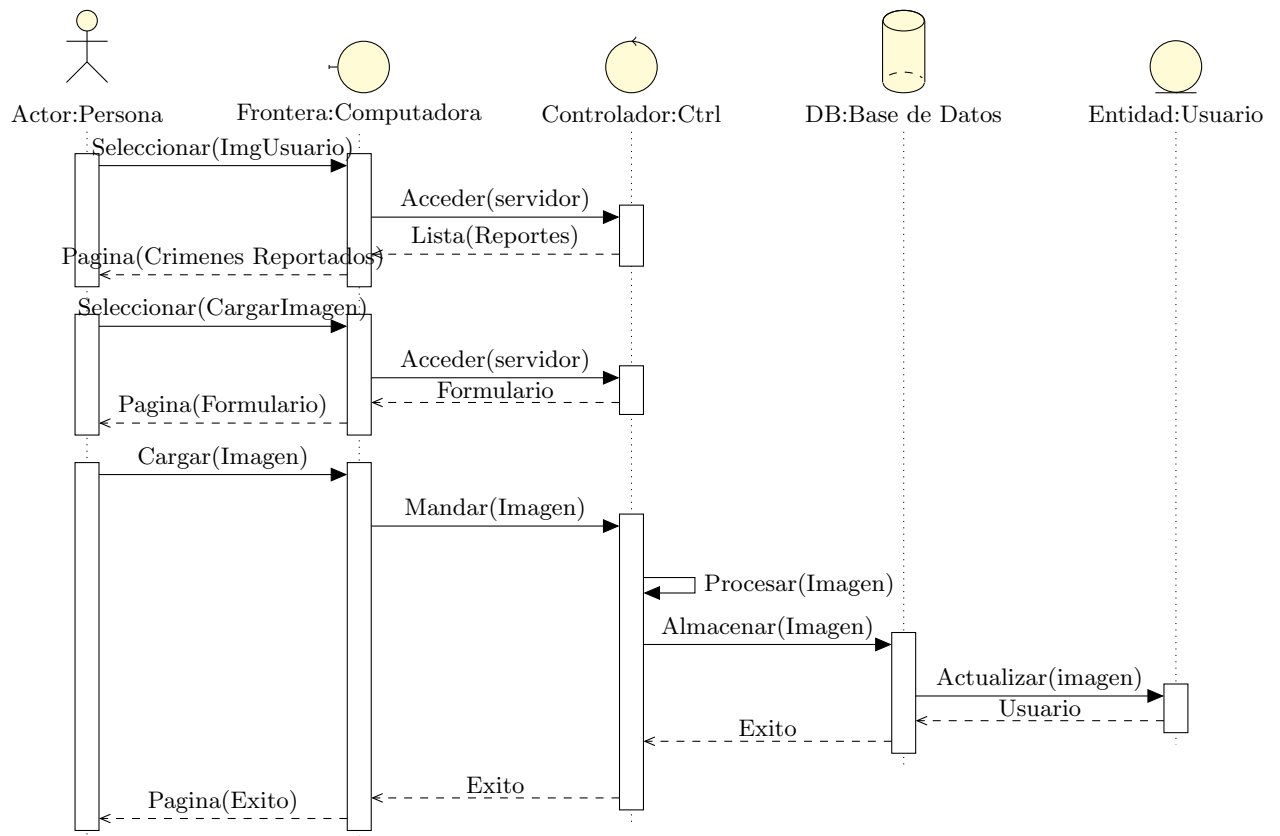 Actor:Persona
Frontera:Computadora
Controlador:Ctrl
DB:Base de Datos
Entidad:Usuario
Seleccionar(ImgUsuario)
Acceder(servidor)
Lista(Reportes)
Pagina(Crimenes Reportados)
Seleccionar(CargarImagen)
Acceder(servidor)
Formulario
Pagina(Formulario)
Cargar(Imagen)
Mandar(Imagen)
Procesar(Imagen)
Almacenar(Imagen)
Actualizar(imagen)
Usuario
Exito
Exito
Pagina(Exito)